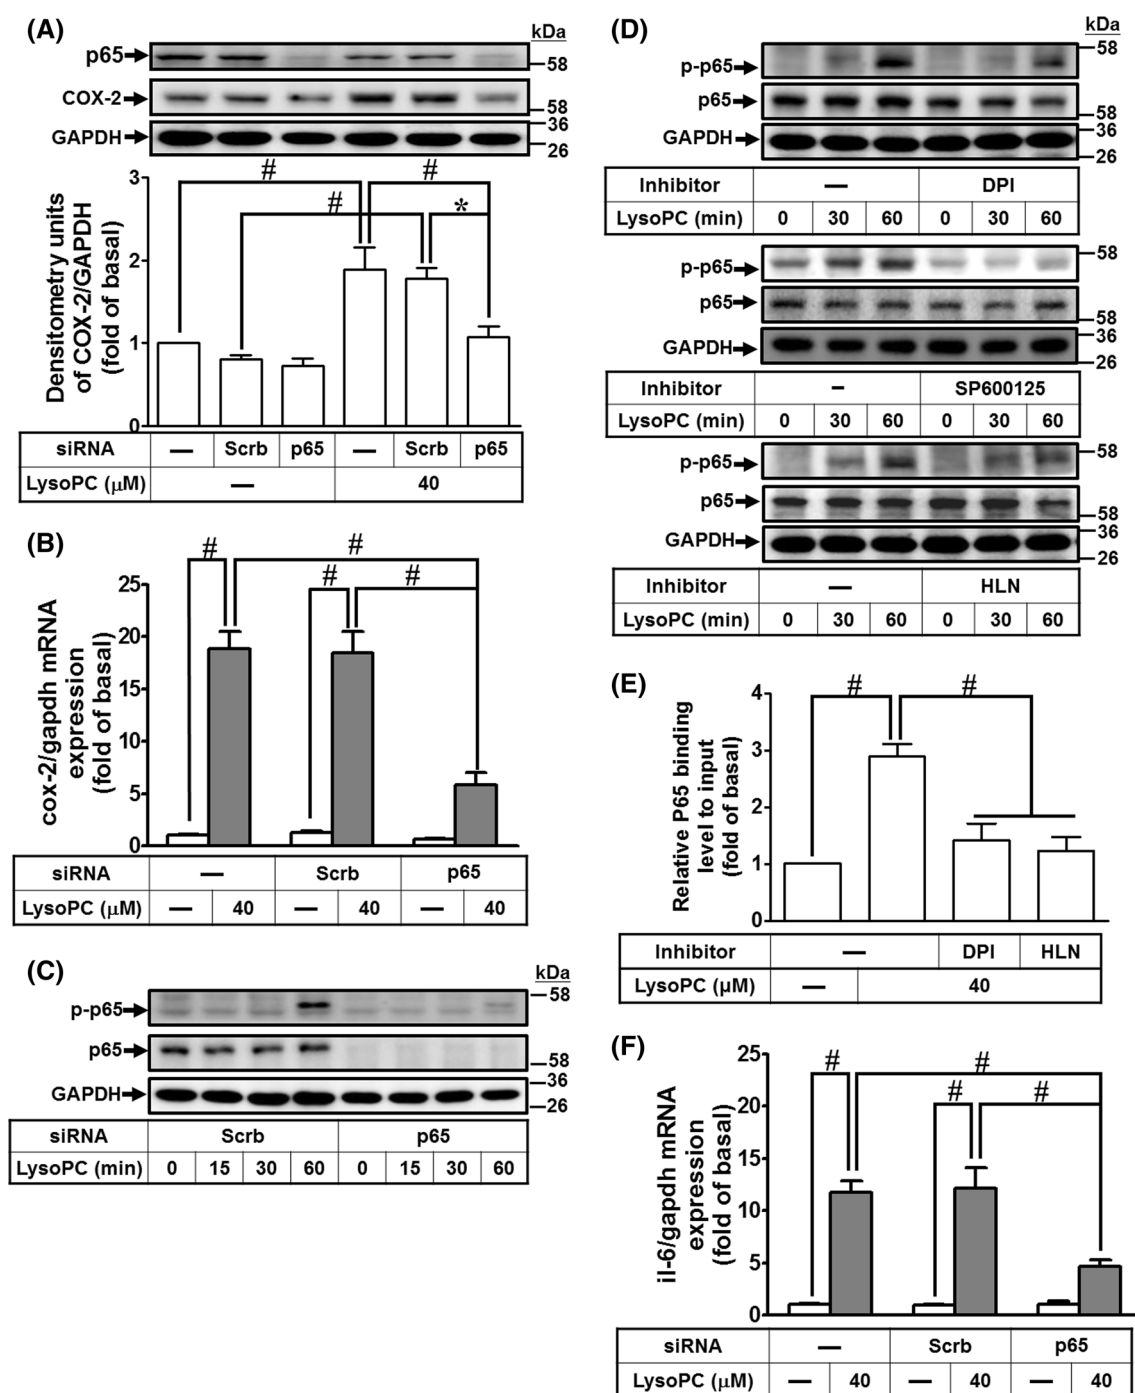 (A)
kDa
p65
58
COX-2
58
GAPDH
36
26
# #
# *
Densitometry units
of COX-2/GAPDH
(fold of basal)
3
2
1
0
siRNA — Scrb p65 — Scrb p65
LysoPC (μM) — 40
(B)
# #
# #
cox-2/gapdh mRNA
expression
(fold of basal)
25
20
15
10
5
0
siRNA — Scrb p65
LysoPC (μM) — 40 — 40 — 40
(C)
kDa
58
p-p65
p65
58
GAPDH
36
26
siRNA Scrb p65
LysoPC (min) 0 15 30 60 0 15 30 60
(D)
kDa
58
p-p65
p65
58
GAPDH
36
26
Inhibitor — DPI
LysoPC (min) 0 30 60 0 30 60
58
p-p65
p65
58
GAPDH
36
26
Inhibitor – SP600125
LysoPC (min) 0 30 60 0 30 60
58
p-p65
p65
58
GAPDH
36
26
Inhibitor — HLN
LysoPC (min) 0 30 60 0 30 60
(E)
# #
Relative P65 binding
level to input
(fold of basal)
4
3
2
1
0
Inhibitor — DPI HLN
LysoPC (μM) — 40
(F)
# #
# #
il-6/gapdh mRNA
expression
(fold of basal)
25
20
15
10
5
0
siRNA — Scrb p65
LysoPC (μM) — 40 — 40 — 40